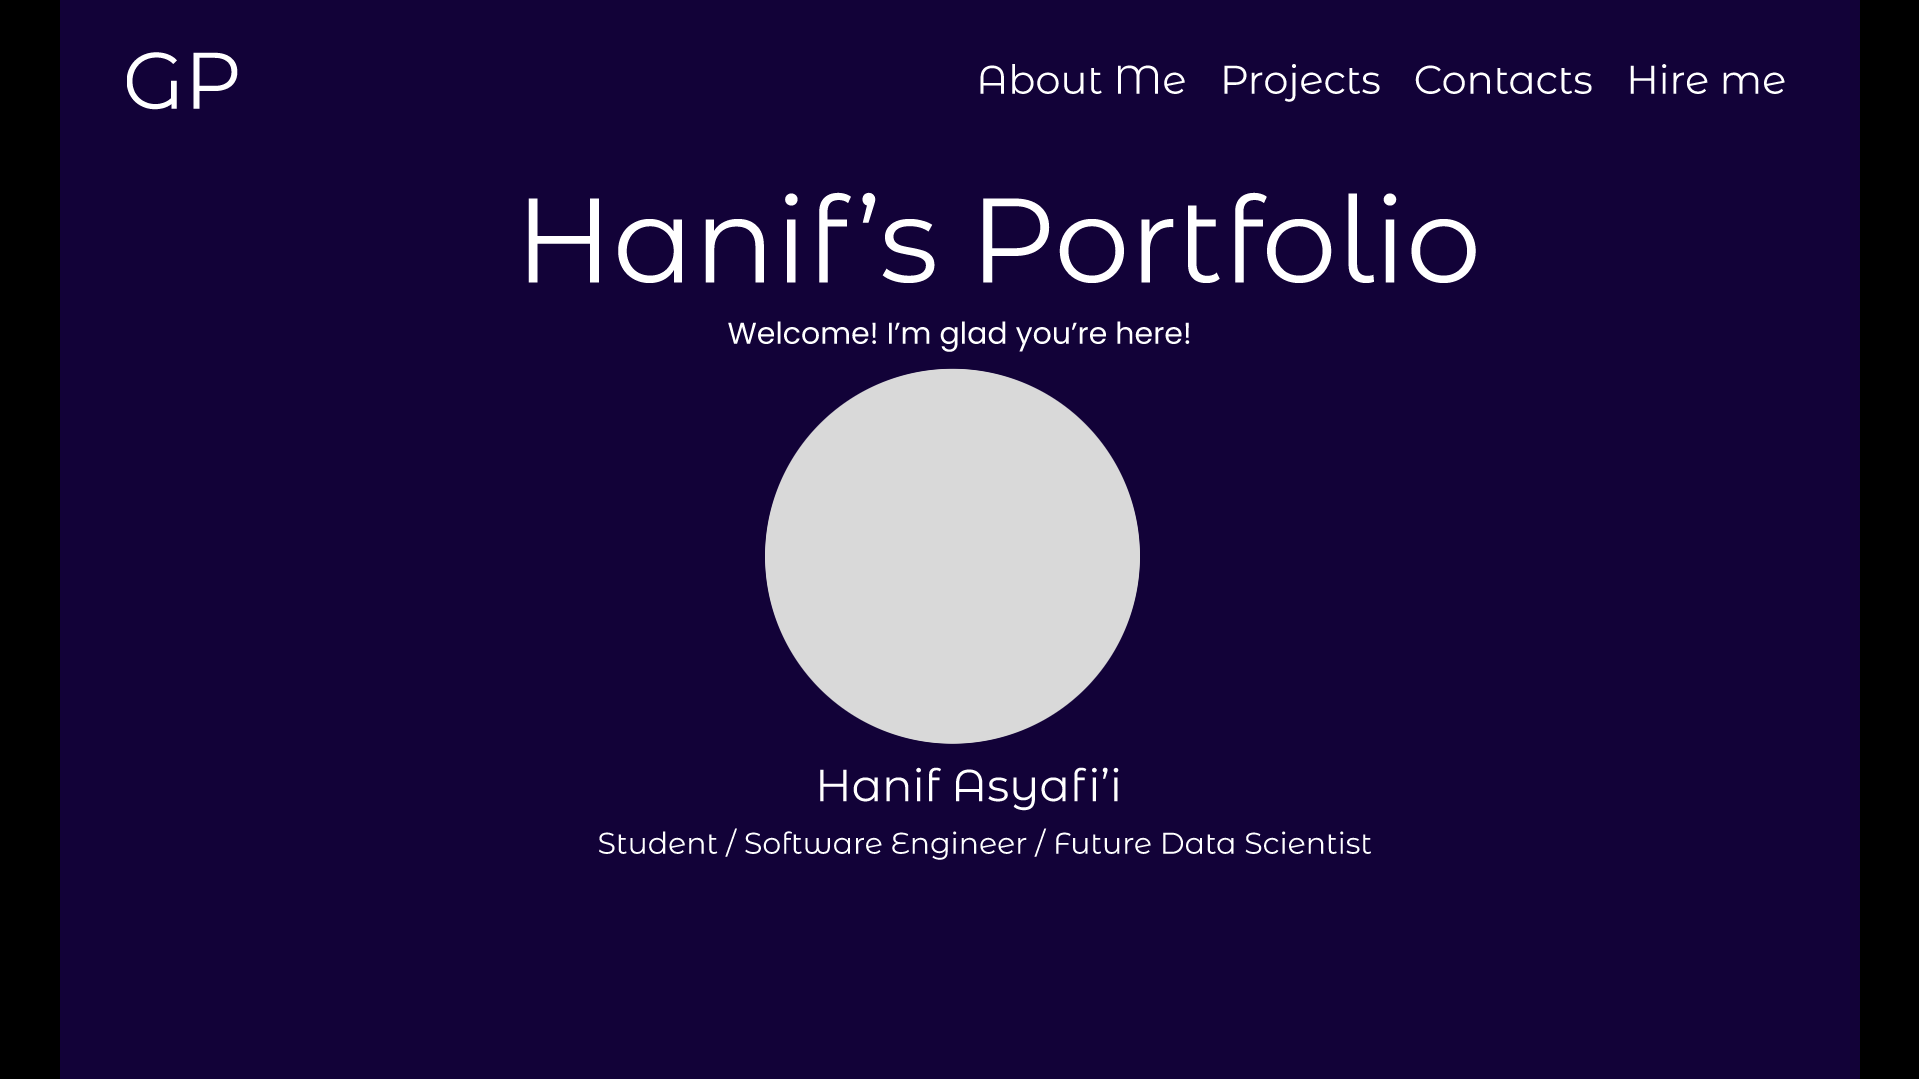 GP
About Me Projects Contacts Hire me
Hanif’s Portfolio
Welcome! I’m glad you’re here!
Hanif Asyafi’i
Student / Software Engineer / Future Data Scientist